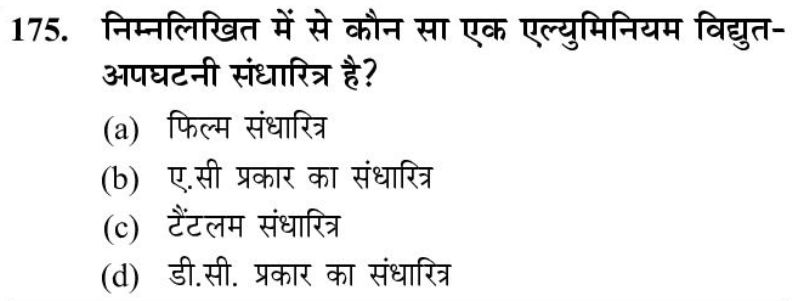 175. निम्नलिखित में से कौन सा एक एल्युमिनियम विद्युत-
अपघटनी संधारित्र है?
(a) फिल्म संधारित्र
(b) ए.सी प्रकार का संधारित्र
(c) टैंटलम संधारित्र
(d) डी.सी. प्रकार का संधारित्र